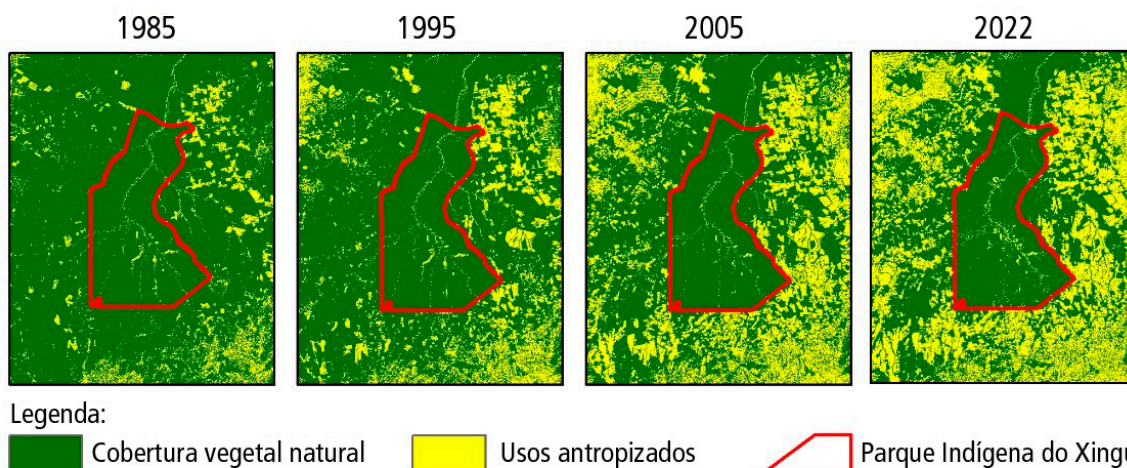 1985 1995 2005 2022
Legenda:
Cobertura vegetal natural Usos antropizados Parque Indígena do Xingu